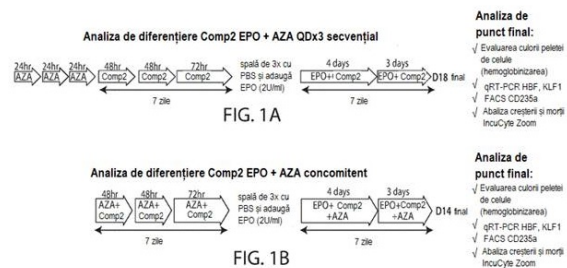 Analiza de diferențiere Comp2 EPO + AZA QDx3 secvențial
24hr 24hr 24hr 48hr 48hr 72hr
AZA AZA AZA Comp2 Comp2 Comp2
7 zile
spală de 3x cu
PBS și adaugă
EPO (2U/ml)
4 days 3 days
EPO+ Comp2 EPO+ Comp2 D18 final
7 zile
Analiza de
punct final:
√ Evaluarea culorii peletei
de celule
(hemoglobinizarea)
√ qRT-PCR HBF, KLF1
√ FACS CD235a
√ Abaliza creșterii și morții
IncuCyte Zoom
FIG. 1A
Analiza de diferențiere Comp2 EPO + AZA concomitent
48hr 48hr 72hr
AZA+ AZA+ AZA+
Comp2 Comp2 Comp2
7 zile
spală de 3x cu
PBS și adaugă
EPO (2U/ml)
4 days 3 days
EPO+ Comp2 EPO+Comp2
+AZA +AZA
D14 final
7 zile
Analiza de
punct final:
√ Evaluarea culorii peletei
de celule
(hemoglobinizarea)
√ qRT-PCR HBF, KLF1
√ FACS CD235a
√ Abaliza creșterii și morții
IncuCyte Zoom
FIG. 1B